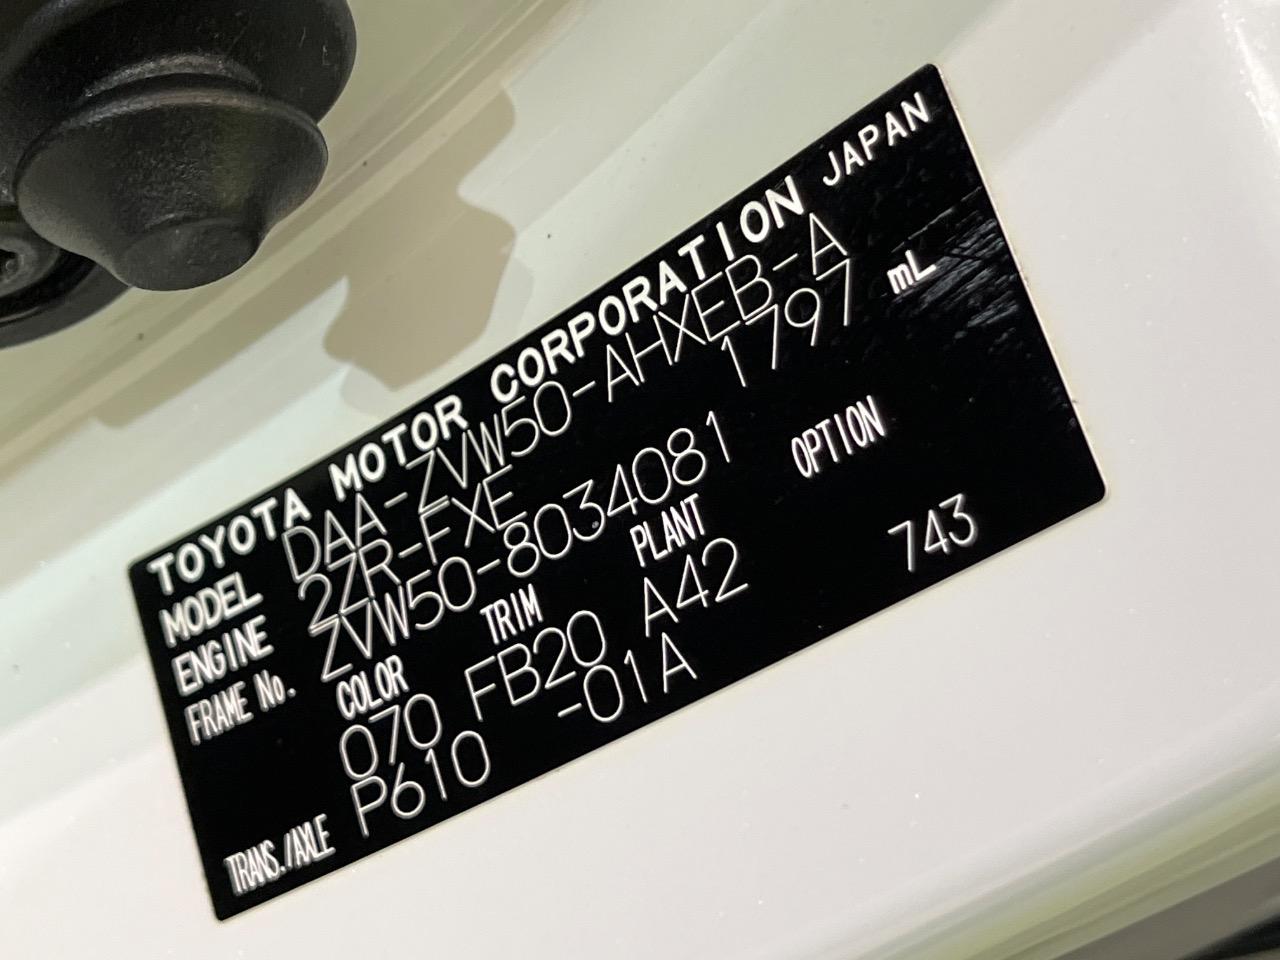 TOYOTA MOTOR CORPORATION JAPAN
MODEL DAA-ZVW50-AHXEB-A
ENGINE 2ZR-FXE 1797 mL
FRAME No. ZVW50-8034081
COLOR TRIM PLANT OPTION
070 FB20 A42 743
TRANS./AXLE P610 -01A